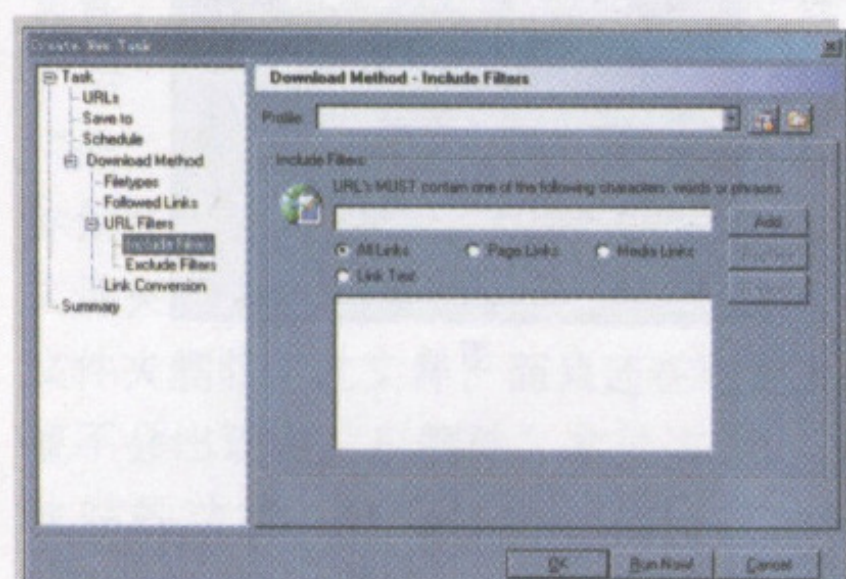 Create New Task
Task
URLs
Save to
Schedule
Download Method
Filetypes
Followed Links
URL Filters
Include Filters
Exclude Filters
Link Conversion
Summary
Download Method - Include Filters
Profile:
Include Filters:
URL's MUST contain one of the following characters, words or phrases:
Add
All Links
Page Links
Media Links
Link Text
OK
Run Now!
Cancel